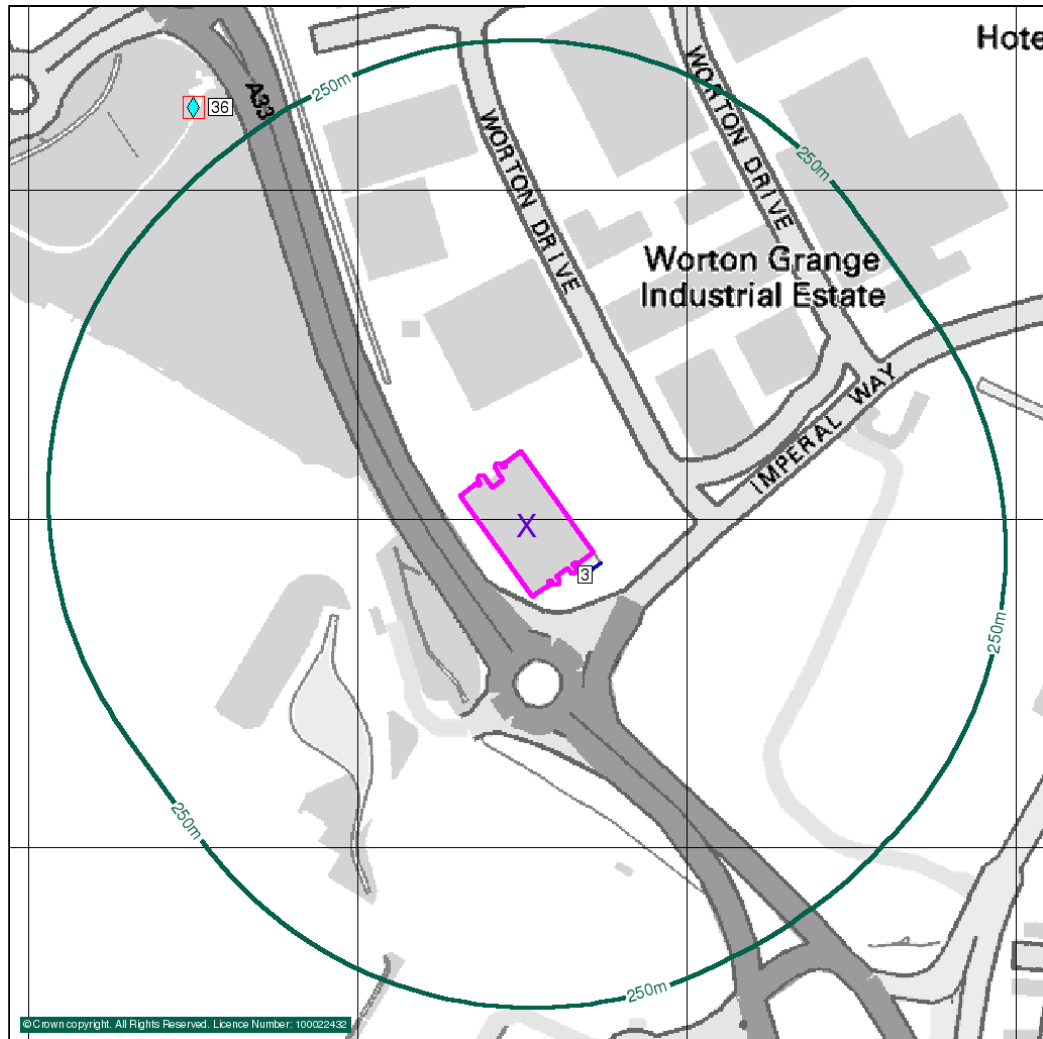 Hote
250m
36
A33
WORTON DRIVE
WORTON DRIVE
250m
Worton Grange
Industrial Estate
IMPERAL WAY
X
3
250m
250m
250m
© Crown copyright. All Rights Reserved. Licence Number: 100022432